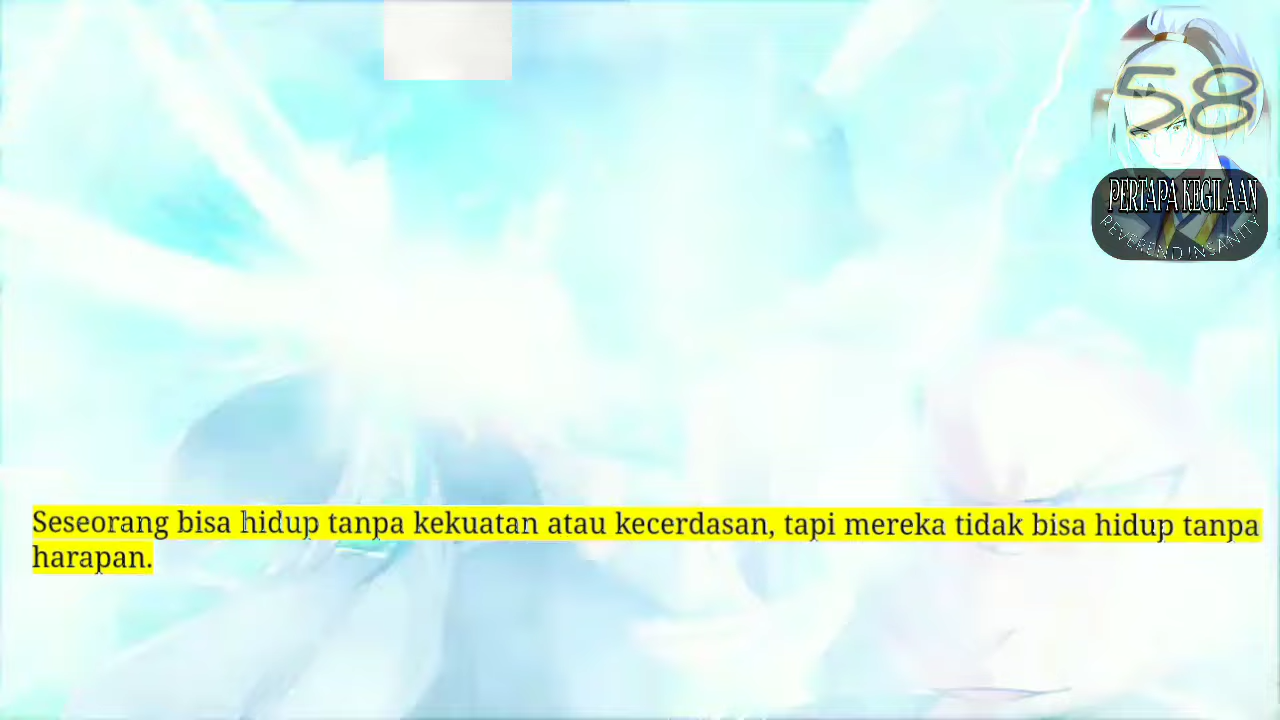 58
PERTAPA KEGILAAN
REVEREND INSANITY
Seseorang bisa hidup tanpa kekuatan atau kecerdasan, tapi mereka tidak bisa hidup tanpa
harapan.